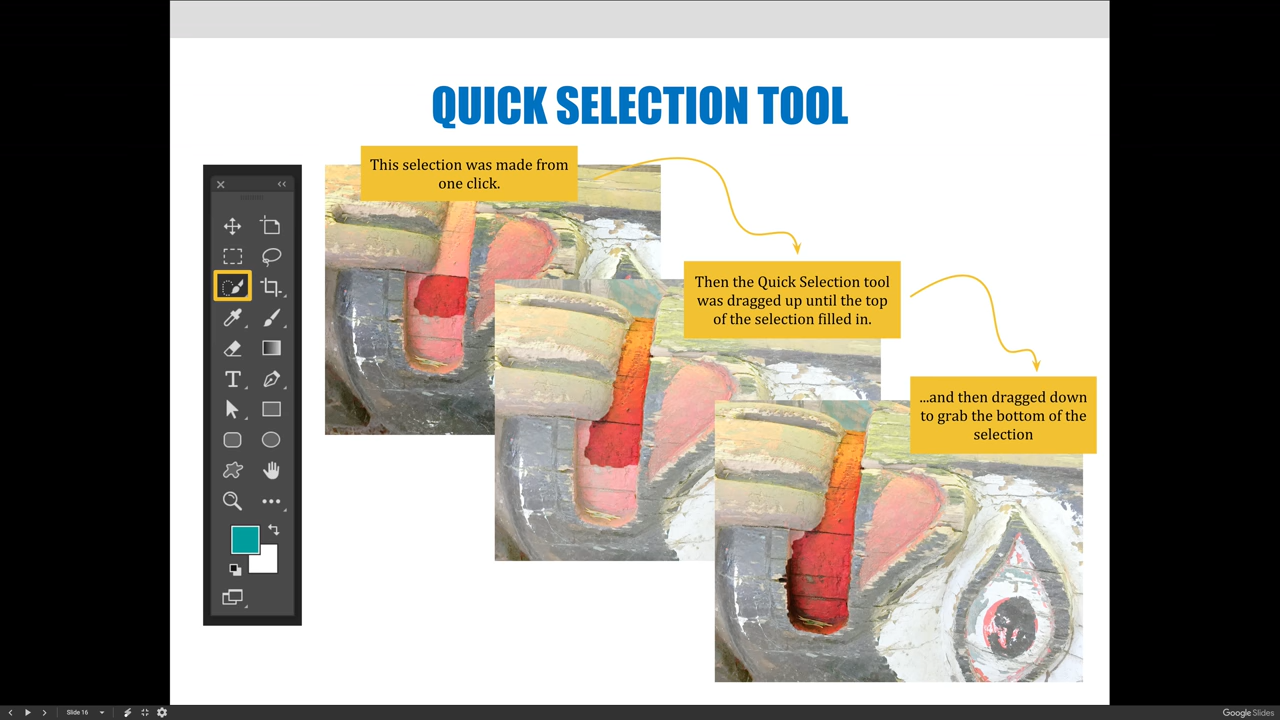 QUICK SELECTION TOOL
This selection was made from
one click.
Then the Quick Selection tool
was dragged up until the top
of the selection filled in.
...and then dragged down
to grab the bottom of the
selection
T
Slide 16
Google Slides